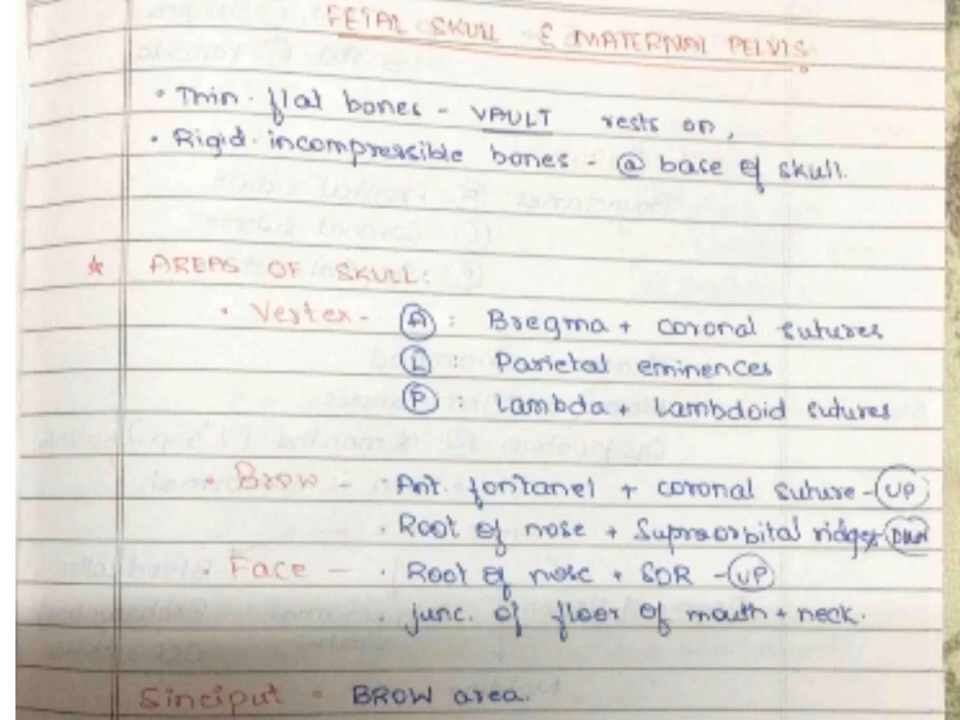 FETAL SKULL & MATERNAL PELVIS
• Thin flat bones - VAULT rests on,
• Rigid incompressible bones - @ base of skull.
* AREAS OF SKULL:
• Vertex - (A) : Bregma + coronal sutures
(L) : Parietal eminences
(P) : Lambda + Lambdoid sutures
• Brow - Ant fontanel + coronal suture - (UP)
• Root of nose + Supraorbital ridges (Dwn)
• Face - • Root of nose + SOR - (UP)
• junc. of floor of mouth + neck.
Sinciput = BROW area.